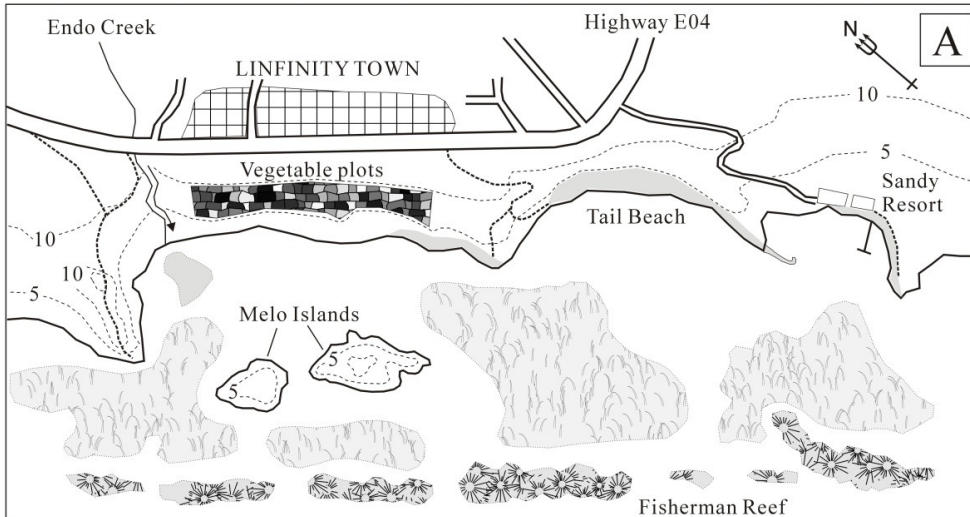 Endo Creek
Highway E04
N
A
LINFINITY TOWN
10
Vegetable plots
5
Sandy
Resort
Tail Beach
10
10
5
Melo Islands
5
5
Fisherman Reef